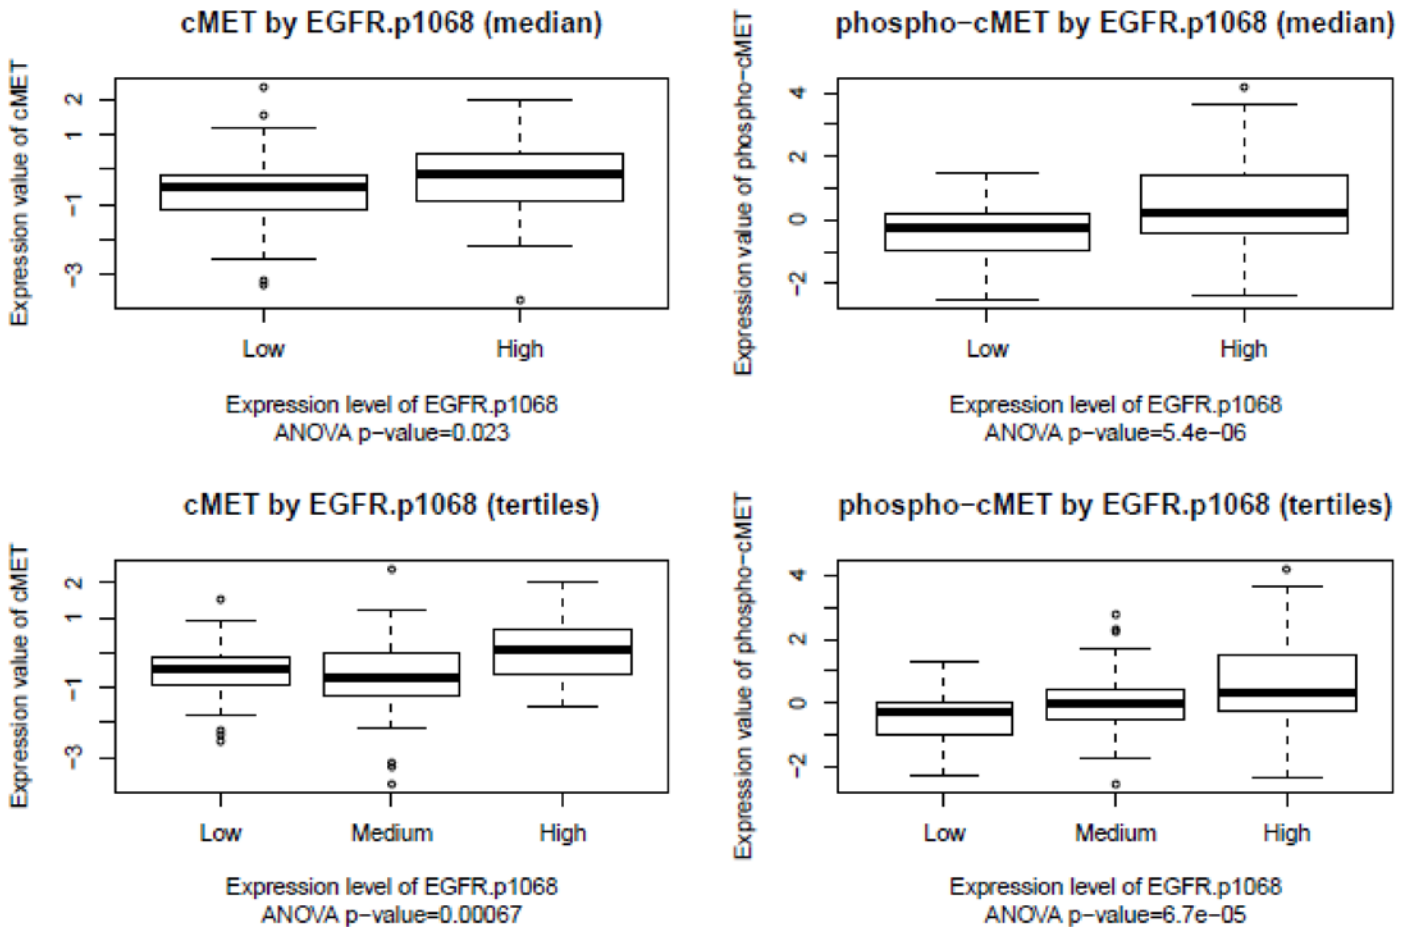 cMET by EGFR.p1068 (median)
Expression value of cMET
2
1
−1
−3
Low
High
Expression level of EGFR.p1068
ANOVA p−value=0.023
phospho−cMET by EGFR.p1068 (median)
Expression value of phospho−cMET
4
2
0
−2
Low
High
Expression level of EGFR.p1068
ANOVA p−value=5.4e−06
cMET by EGFR.p1068 (tertiles)
Expression value of cMET
2
1
−1
−3
Low
Medium
High
Expression level of EGFR.p1068
ANOVA p−value=0.00067
phospho−cMET by EGFR.p1068 (tertiles)
Expression value of phospho−cMET
4
2
0
−2
Low
Medium
High
Expression level of EGFR.p1068
ANOVA p−value=6.7e−05